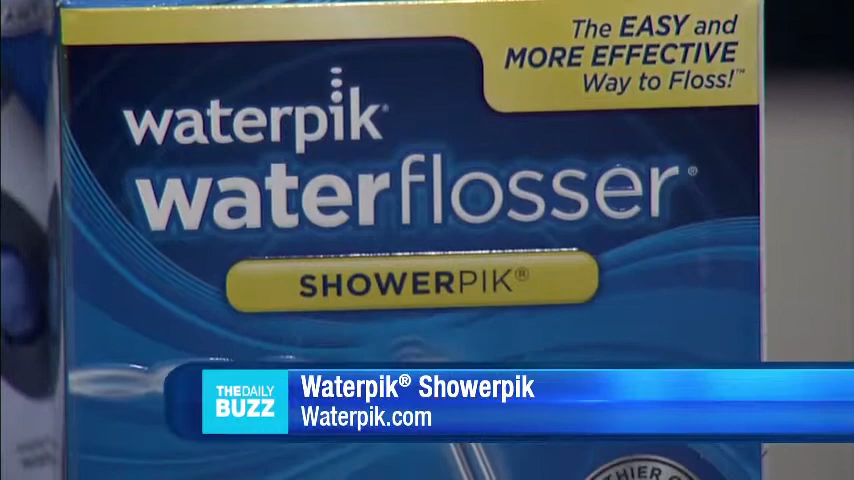 The EASY and
MORE EFFECTIVE
Way to Floss!™
waterpik®
waterflosser®
SHOWERPIK®
THE DAILY
BUZZ
Waterpik® Showerpik
Waterpik.com